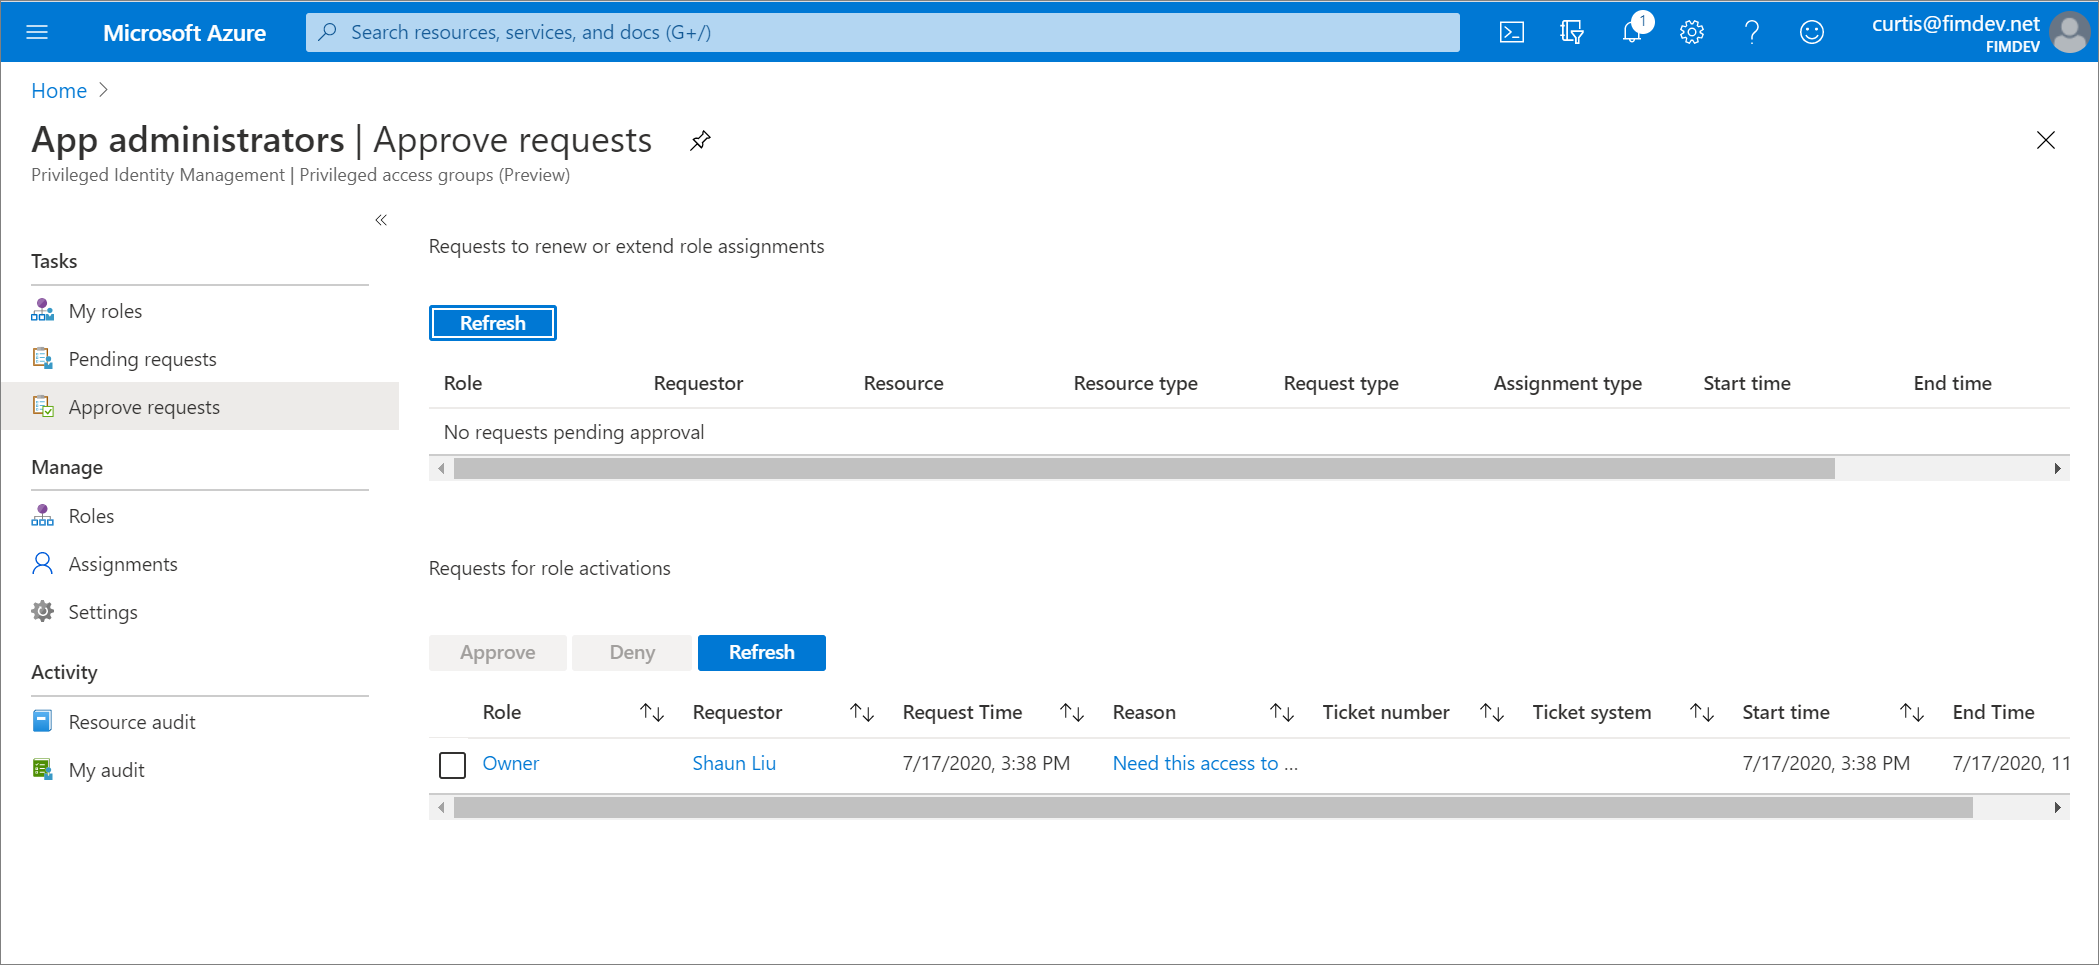 Microsoft Azure
Search resources, services, and docs (G+/)
1
curtis@fimdev.net
FIMDEV
Home
App administrators | Approve requests
Privileged Identity Management | Privileged access groups (Preview)
Tasks
My roles
Pending requests
Approve requests
Manage
Roles
Assignments
Settings
Activity
Resource audit
My audit
Requests to renew or extend role assignments
Refresh
Role Requestor Resource Resource type Request type Assignment type Start time End time
No requests pending approval
Requests for role activations
Approve Deny Refresh
Role Requestor Request Time Reason Ticket number Ticket system Start time End Time
Owner Shaun Liu 7/17/2020, 3:38 PM Need this access to ... 7/17/2020, 3:38 PM 7/17/2020, 11